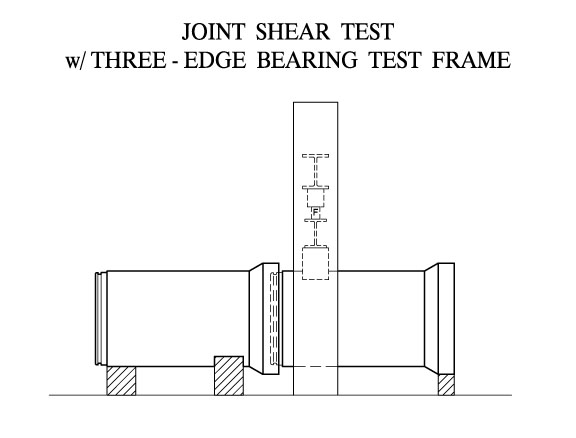 JOINT SHEAR TEST
w/ THREE - EDGE BEARING TEST FRAME
F